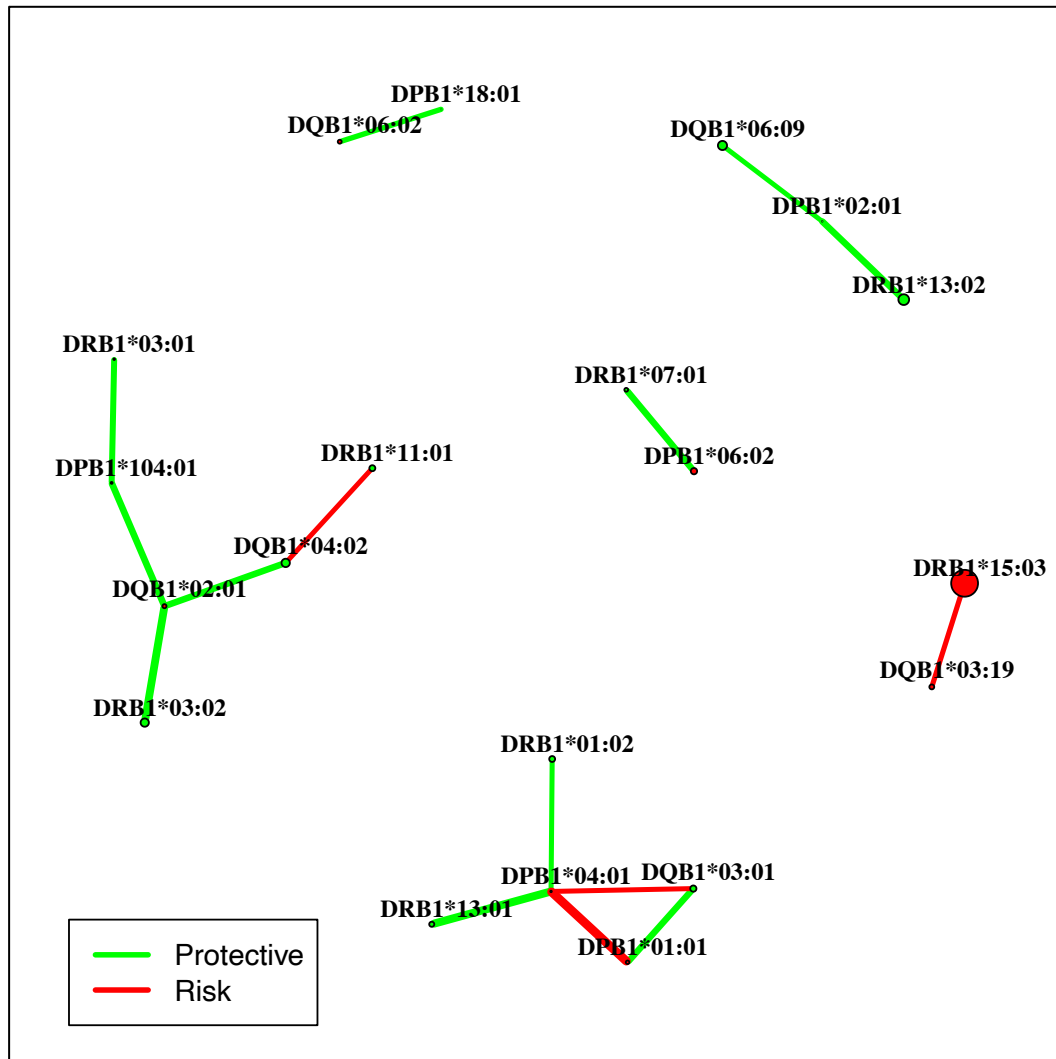 DPB1*18:01
DQB1*06:02
DQB1*06:09
DPB1*02:01
DRB1*13:02
DRB1*03:01
DRB1*07:01
DRB1*11:01
DPB1*06:02
DPB1*104:01
DQB1*04:02
DRB1*15:03
DQB1*02:01
DQB1*03:19
DRB1*03:02
DRB1*01:02
DPB1*04:01
DQB1*03:01
DRB1*13:01
DPB1*01:01
Protective
Risk